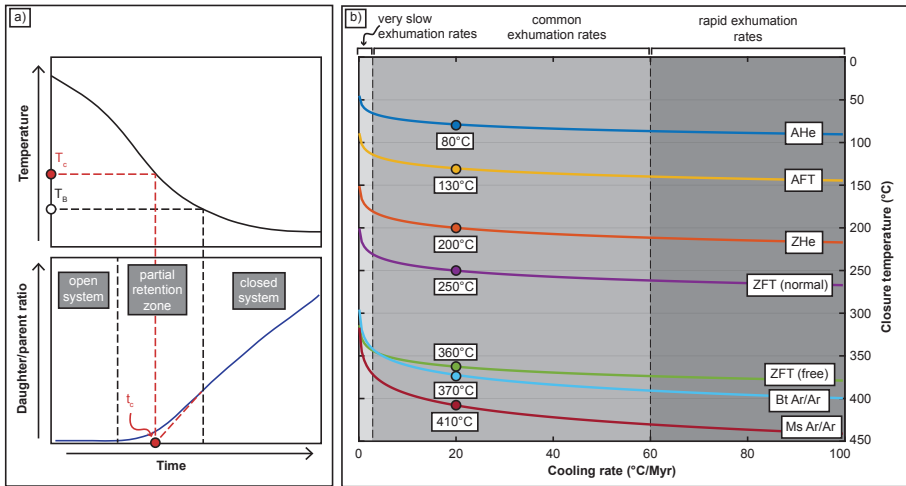 a)
Temperature
T_c
T_B
Daughter/parent ratio
open
system
partial
retention
zone
closed
system
t_c
Time
b)
very slow
exhumation rates
common
exhumation rates
rapid exhumation
rates
0
50
100
150
200
250
300
350
400
450
Closure temperature (°C)
AHe
80°C
AFT
130°C
ZHe
200°C
ZFT (normal)
250°C
360°C
ZFT (free)
370°C
Bt Ar/Ar
410°C
Ms Ar/Ar
0
20
40
60
80
100
Cooling rate (°C/Myr)